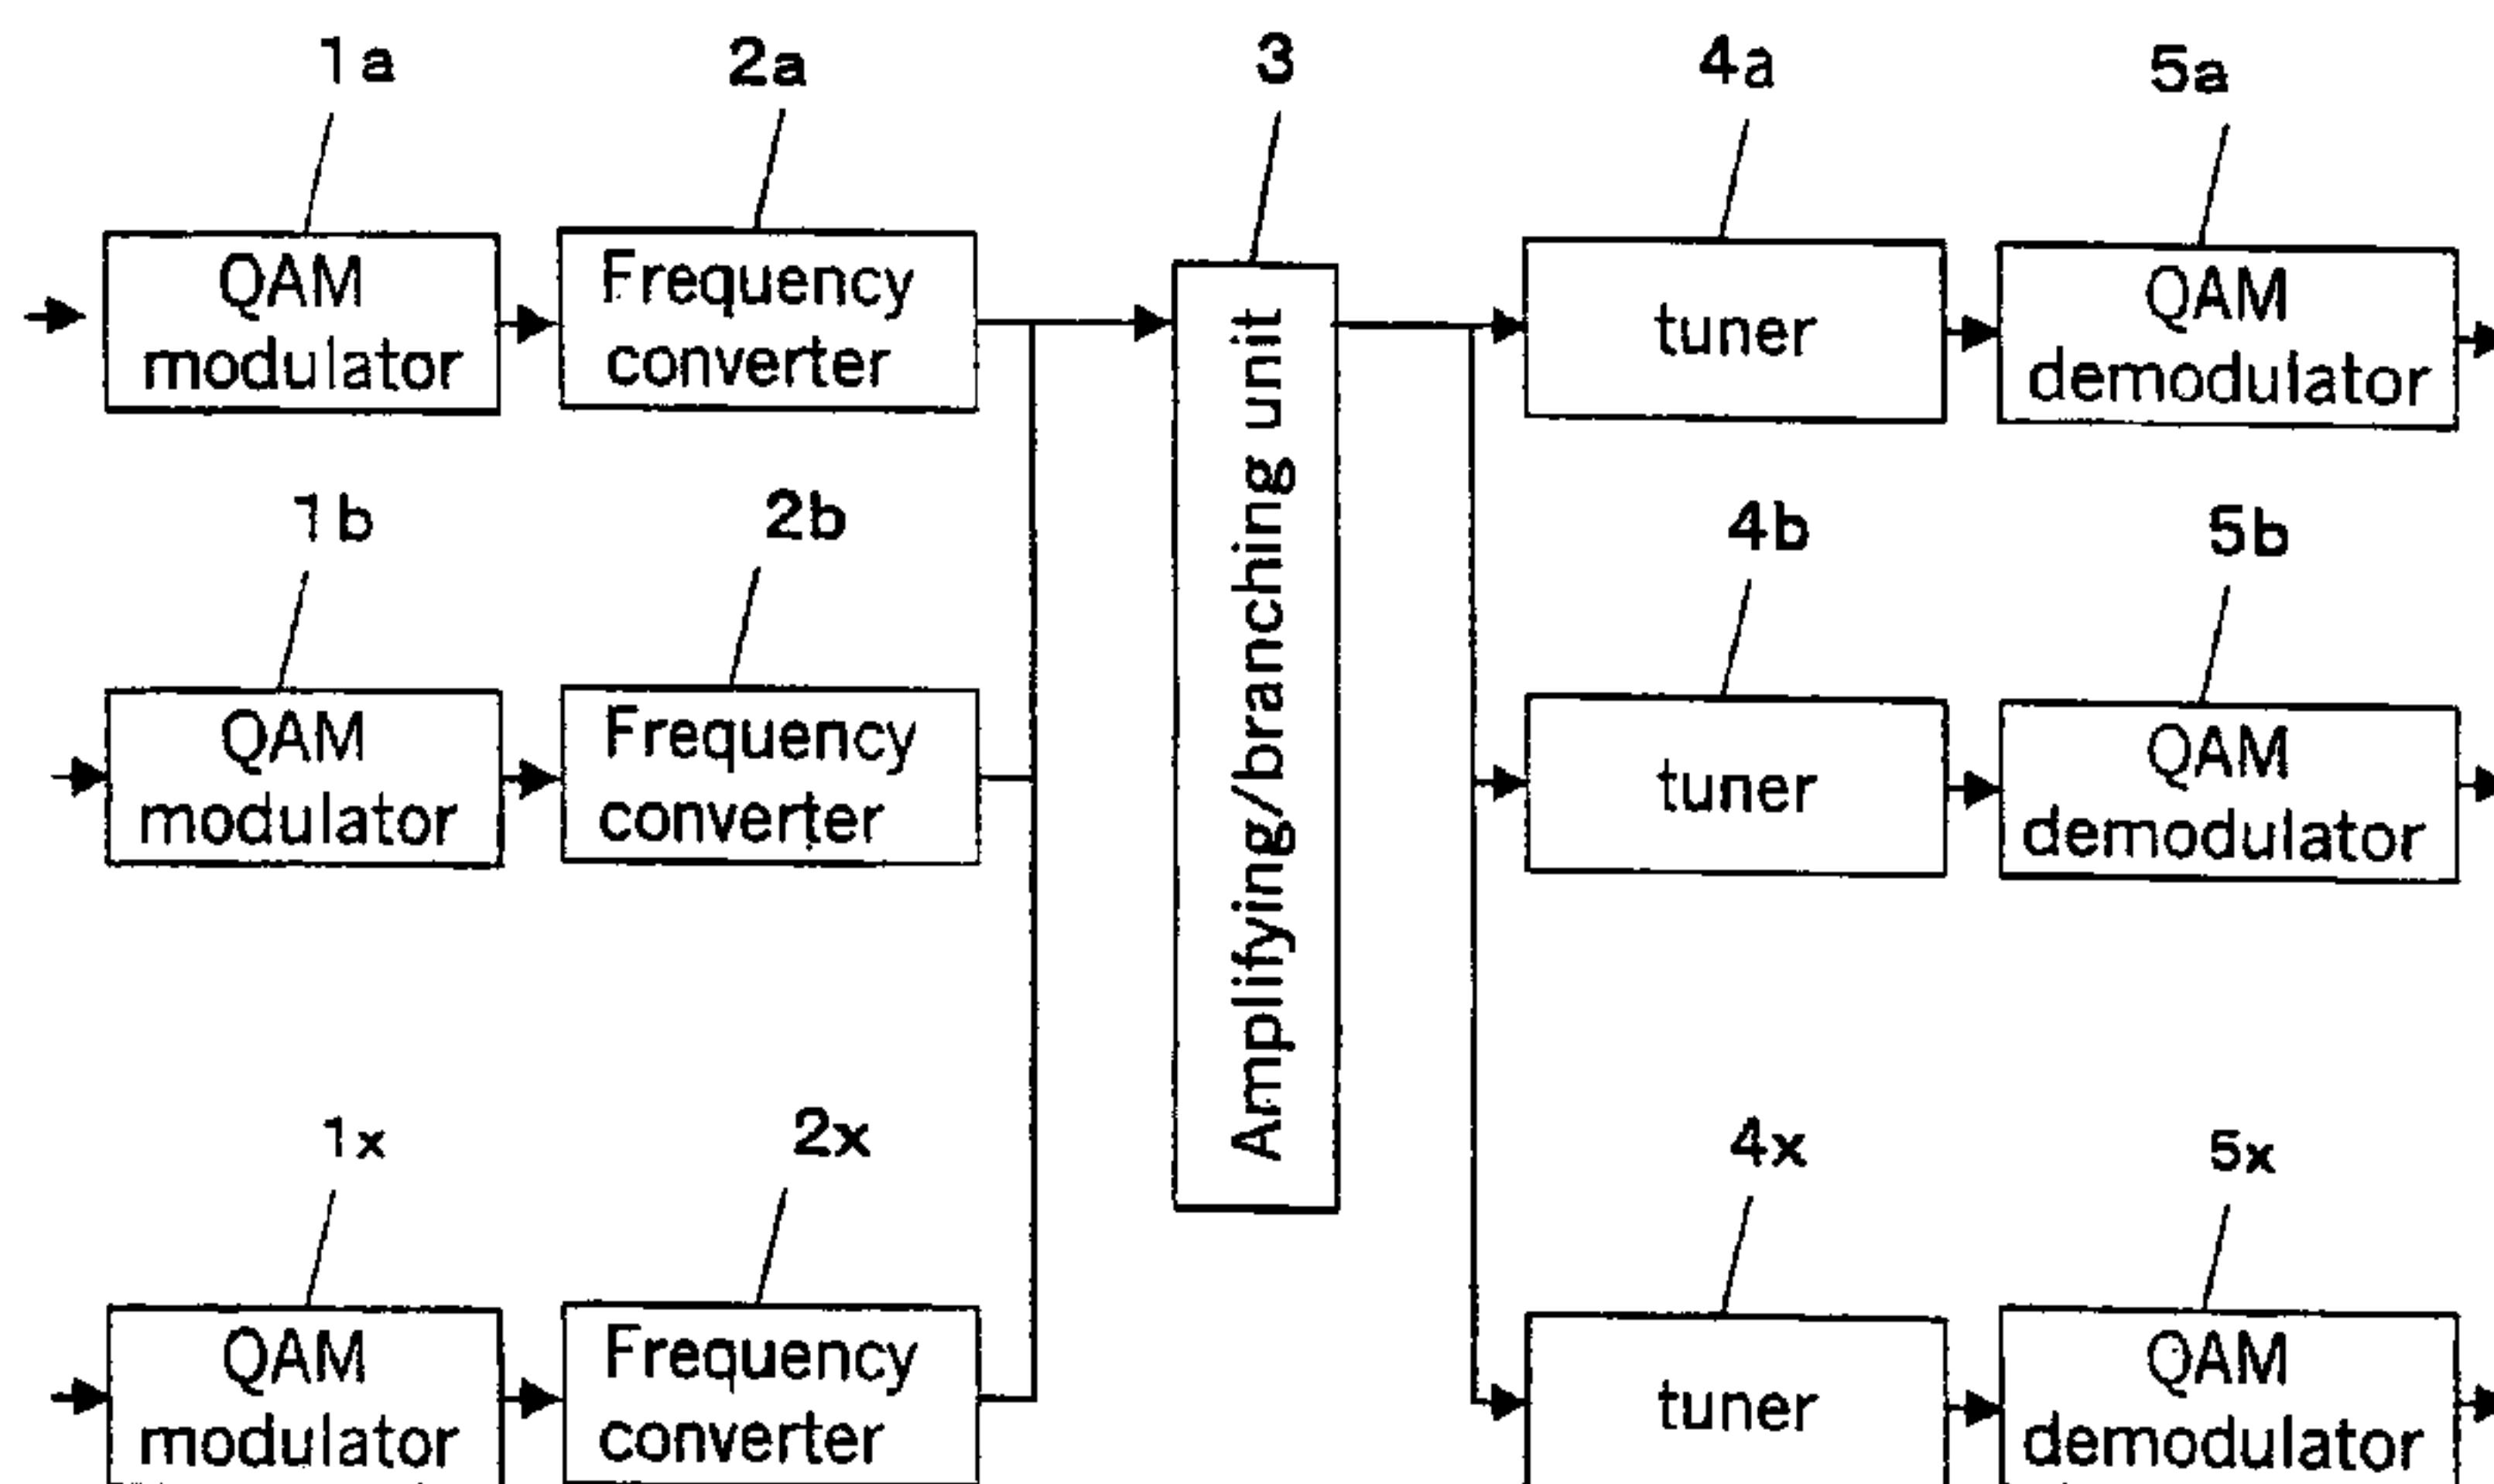 1a
2a
3
4a
5a
QAM
modulator
Frequency
converter
Amplifying/branching unit
tuner
QAM
demodulator
1b
2b
4b
5b
QAM
modulator
Frequency
converter
tuner
QAM
demodulator
1x
2x
4x
5x
QAM
modulator
Frequency
converter
tuner
QAM
demodulator